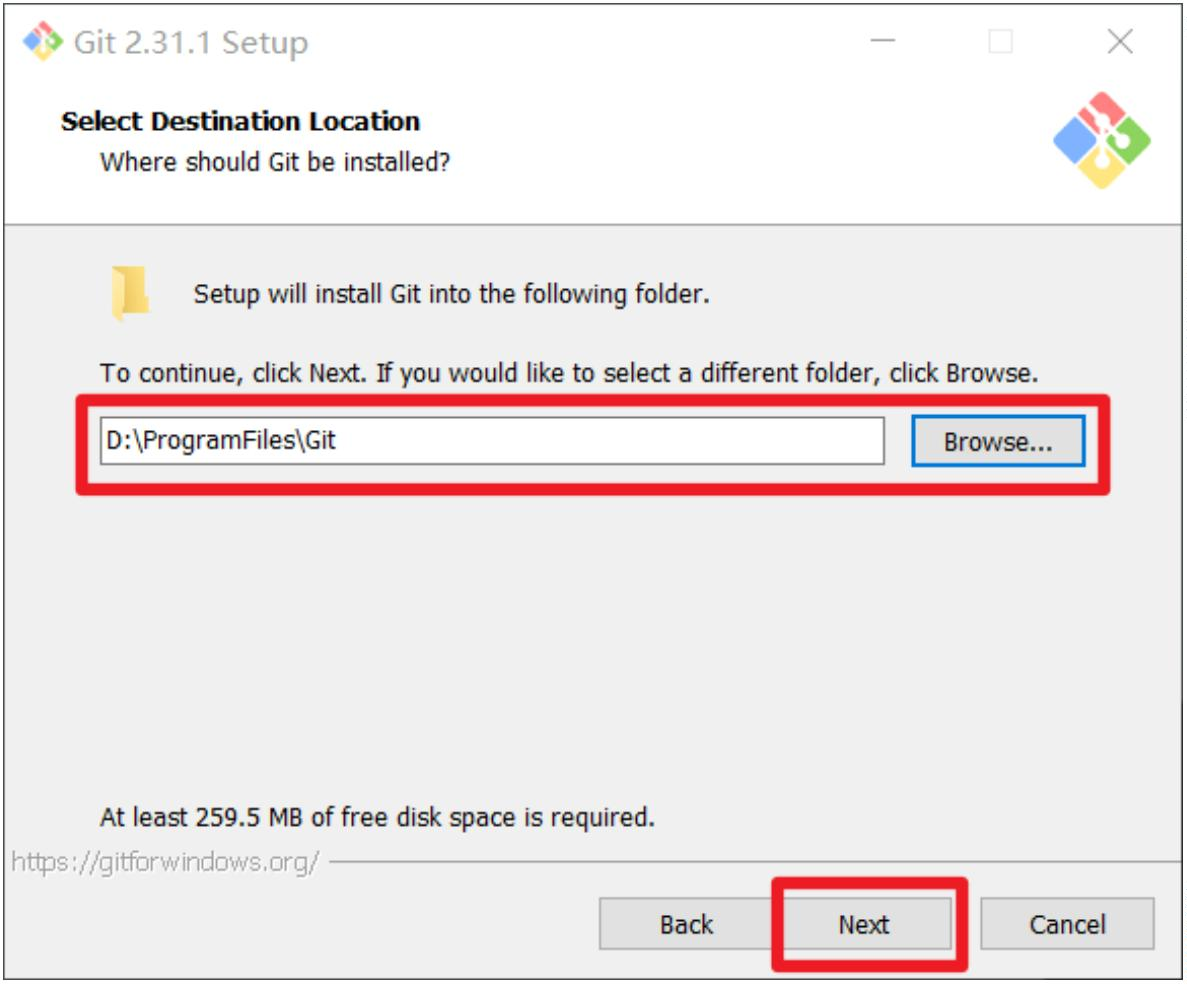 Git 2.31.1 Setup
Select Destination Location
Where should Git be installed?
Setup will install Git into the following folder.
To continue, click Next. If you would like to select a different folder, click Browse.
D:\ProgramFiles\Git
Browse...
At least 259.5 MB of free disk space is required.
https://gitforwindows.org/
Back
Next
Cancel